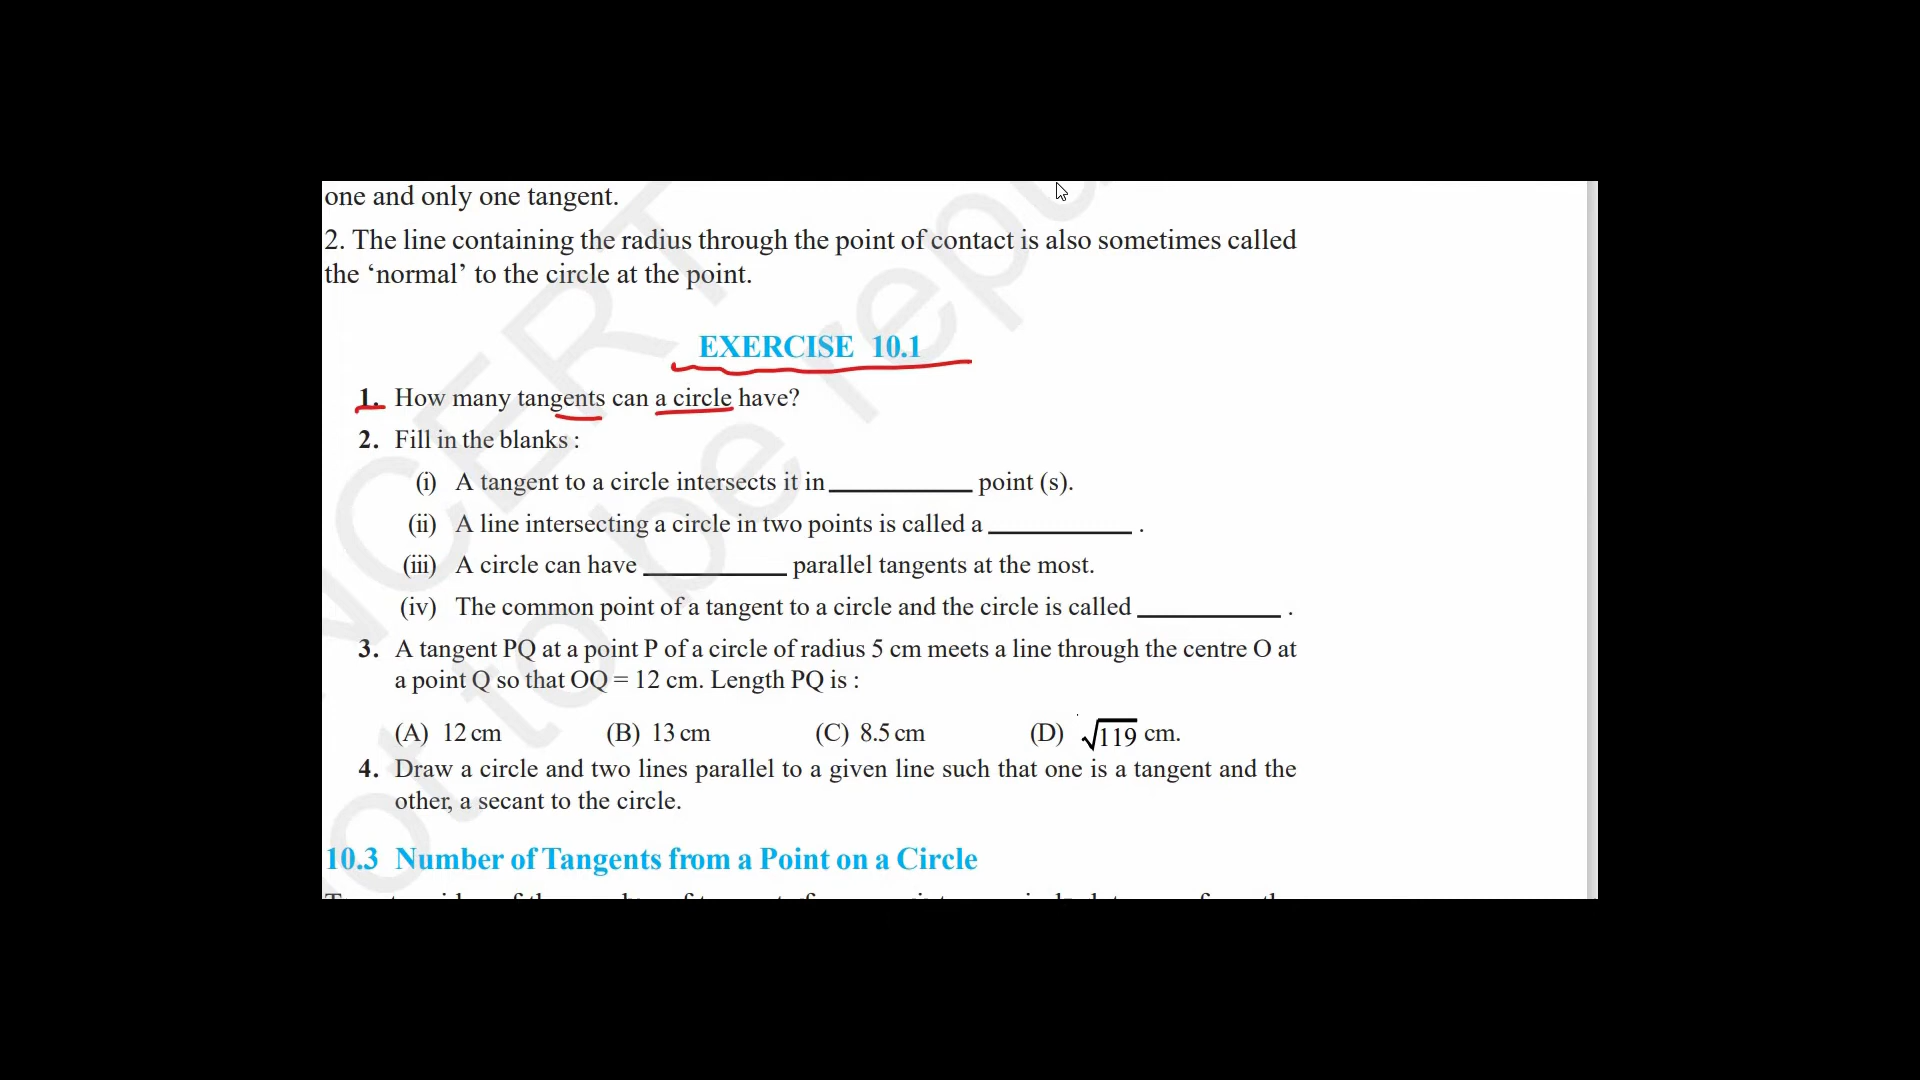 one and only one tangent.
2. The line containing the radius through the point of contact is also sometimes called
the ‘normal’ to the circle at the point.
EXERCISE 10.1
1. How many tangents can a circle have?
2. Fill in the blanks :
(i) A tangent to a circle intersects it in __________ point (s).
(ii) A line intersecting a circle in two points is called a __________ .
(iii) A circle can have __________ parallel tangents at the most.
(iv) The common point of a tangent to a circle and the circle is called __________ .
3. A tangent PQ at a point P of a circle of radius 5 cm meets a line through the centre O at
a point Q so that OQ = 12 cm. Length PQ is :
(A) 12 cm (B) 13 cm (C) 8.5 cm (D) √119 cm.
4. Draw a circle and two lines parallel to a given line such that one is a tangent and the
other, a secant to the circle.
10.3 Number of Tangents from a Point on a Circle
NCERT
not to be repu